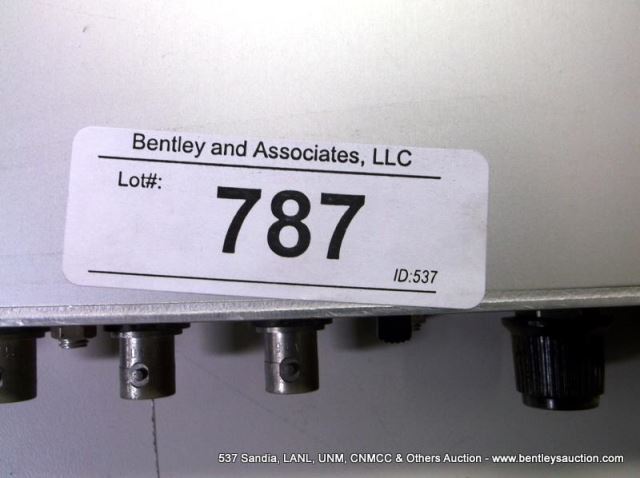 Bentley and Associates, LLC
Lot#:
787
ID:537
537 Sandia, LANL, UNM, CNMCC & Others Auction - www.bentleysauction.com